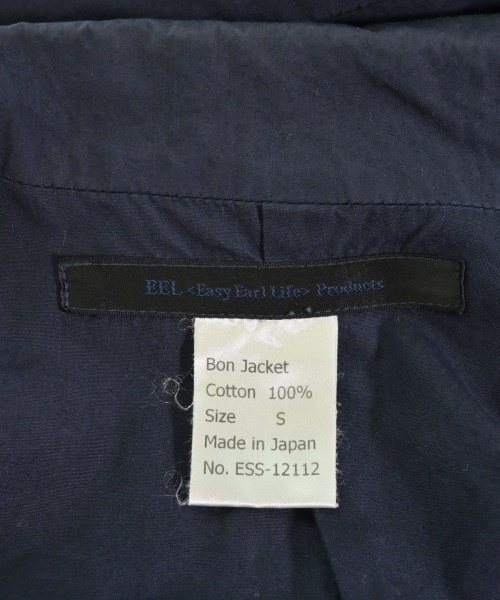 EEL <Easy Earl Life> Products
Bon Jacket
Cotton 100%
Size S
Made in Japan
No. ESS-12112